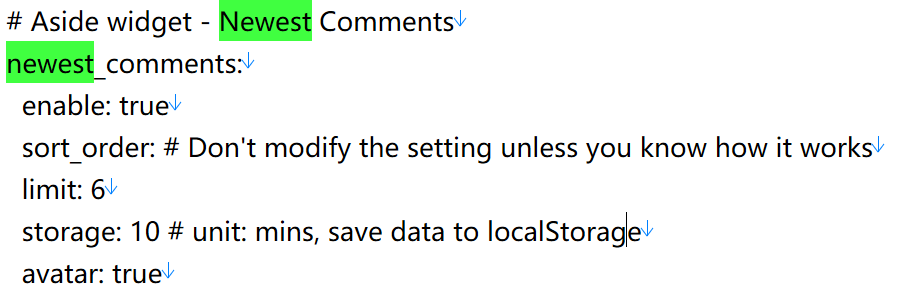 # Aside widget - Newest Comments
newest_comments:
  enable: true
  sort_order: # Don't modify the setting unless you know how it works
  limit: 6
  storage: 10 # unit: mins, save data to localStorage
  avatar: true